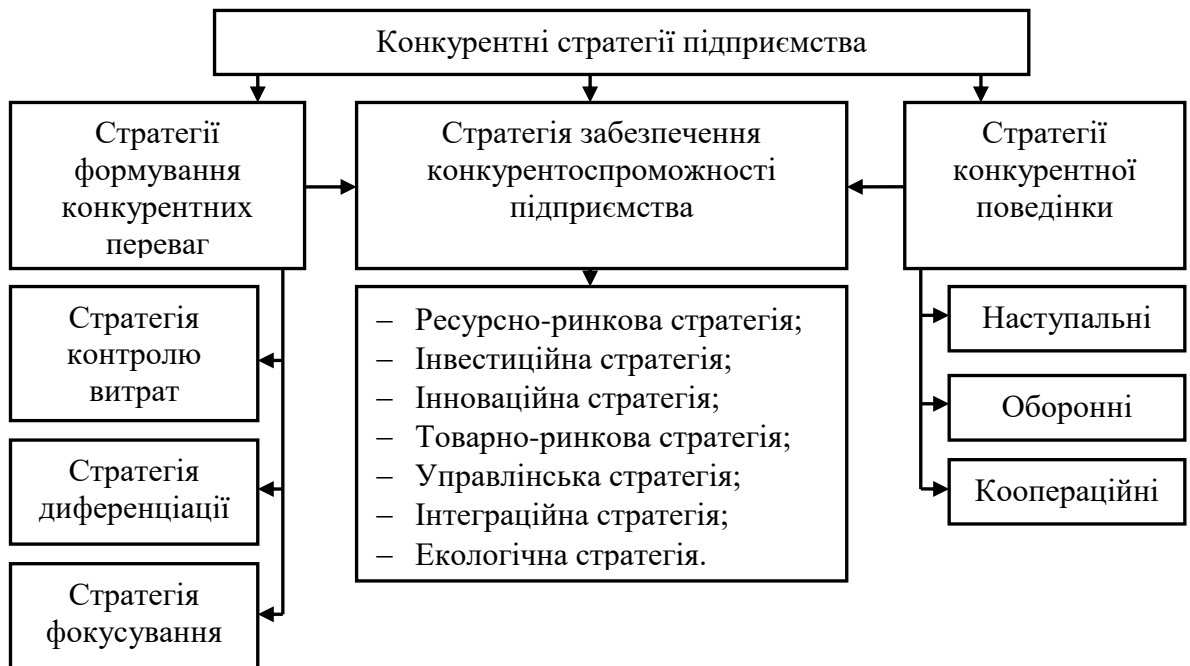 Конкурентні стратегії підприємства
Стратегії
формування
конкурентних
переваг
Стратегія забезпечення
конкурентоспроможності
підприємства
Стратегії
конкурентної
поведінки
Стратегія
контролю
витрат
Стратегія
диференціації
Стратегія
фокусування
– Ресурсно-ринкова стратегія;
– Інвестиційна стратегія;
– Інноваційна стратегія;
– Товарно-ринкова стратегія;
– Управлінська стратегія;
– Інтеграційна стратегія;
– Екологічна стратегія.
Наступальні
Оборонні
Коопераційні